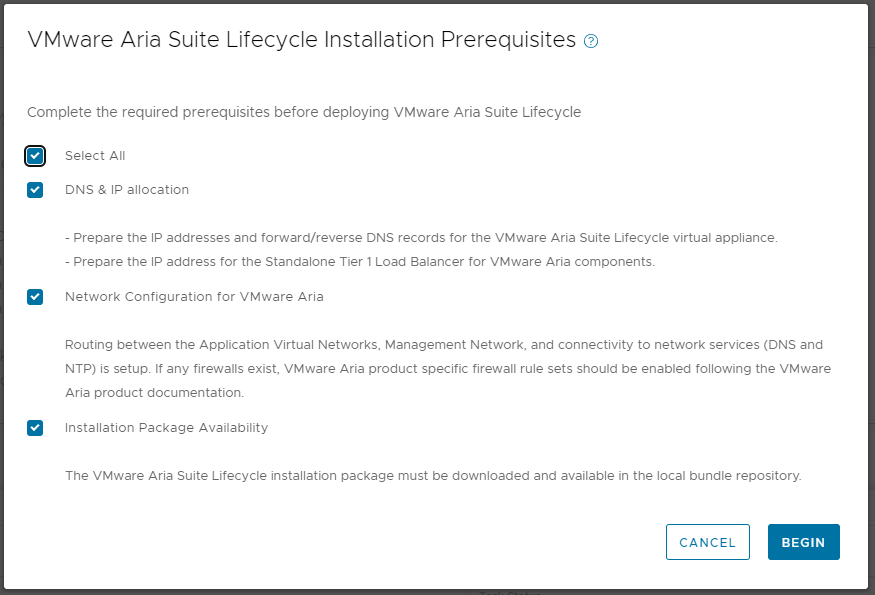 VMware Aria Suite Lifecycle Installation Prerequisites ?
Complete the required prerequisites before deploying VMware Aria Suite Lifecycle
Select All
DNS & IP allocation
- Prepare the IP addresses and forward/reverse DNS records for the VMware Aria Suite Lifecycle virtual appliance.
- Prepare the IP address for the Standalone Tier 1 Load Balancer for VMware Aria components.
Network Configuration for VMware Aria
Routing between the Application Virtual Networks, Management Network, and connectivity to network services (DNS and
NTP) is setup. If any firewalls exist, VMware Aria product specific firewall rule sets should be enabled following the VMware
Aria product documentation.
Installation Package Availability
The VMware Aria Suite Lifecycle installation package must be downloaded and available in the local bundle repository.
CANCEL
BEGIN